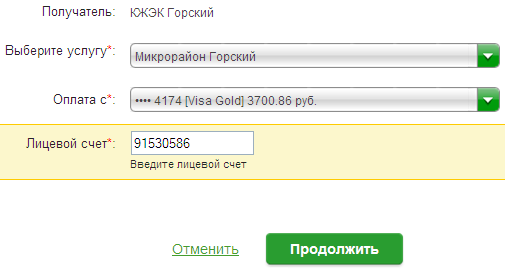 Получатель: ЮЖЭК Горский
Выберите услугу*: Микрорайон Горский
Оплата с*: •••• 4174 [Visa Gold] 3700.86 руб.
Лицевой счет*: 91530586
Введите лицевой счет
Отменить Продолжить